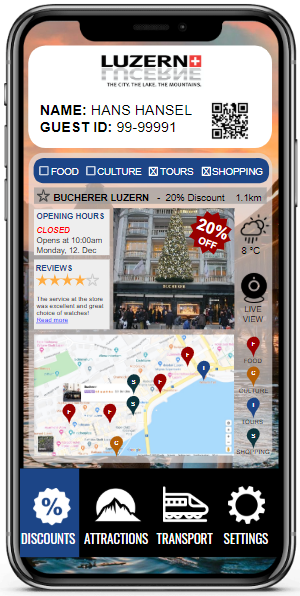 LUZERN
LUCERNE
THE CITY. THE LAKE. THE MOUNTAINS.
NAME: HANS HANSEL
GUEST ID: 99-99991
FOOD CULTURE TOURS SHOPPING
BUCHERER LUZERN - 20% Discount 1.1km
OPENING HOURS
CLOSED
Opens at 10:00am
Monday, 12. Dec
REVIEWS
The service at the store
was excellent and great
choice of watches!
Read more
BUCHERER
20%
OFF
8 °C
LIVE
VIEW
F
FOOD
C
CULTURE
I
TOURS
S
SHOPPING
I
S
S
F
S
F
F
C
%
DISCOUNTS ATTRACTIONS TRANSPORT SETTINGS